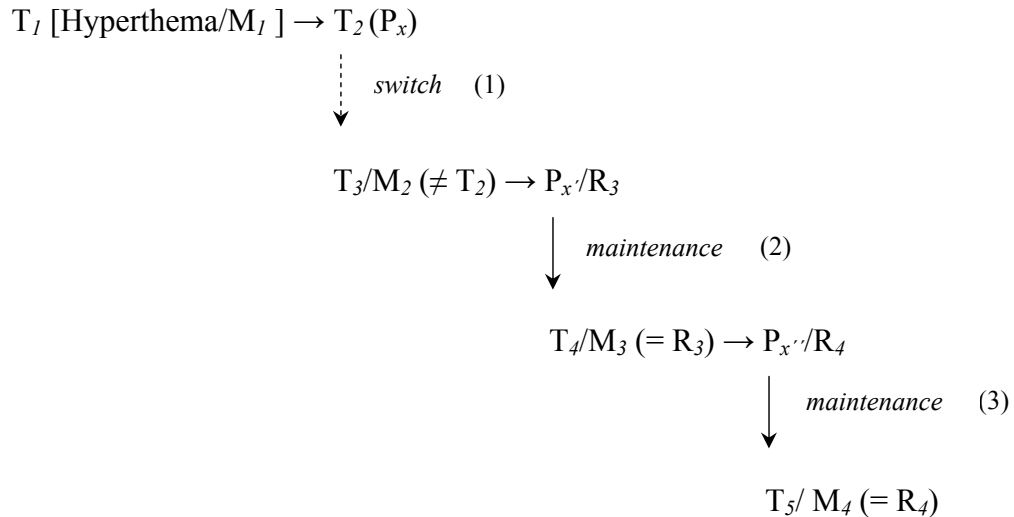 T₁ [Hyperthema/M₁ ] → T₂ (Pₓ)
switch (1)
T₃/M₂ (≠ T₂) → Pₓ′/R₃
maintenance (2)
T₄/M₃ (= R₃) → Pₓ′′/R₄
maintenance (3)
T₅/ M₄ (= R₄)